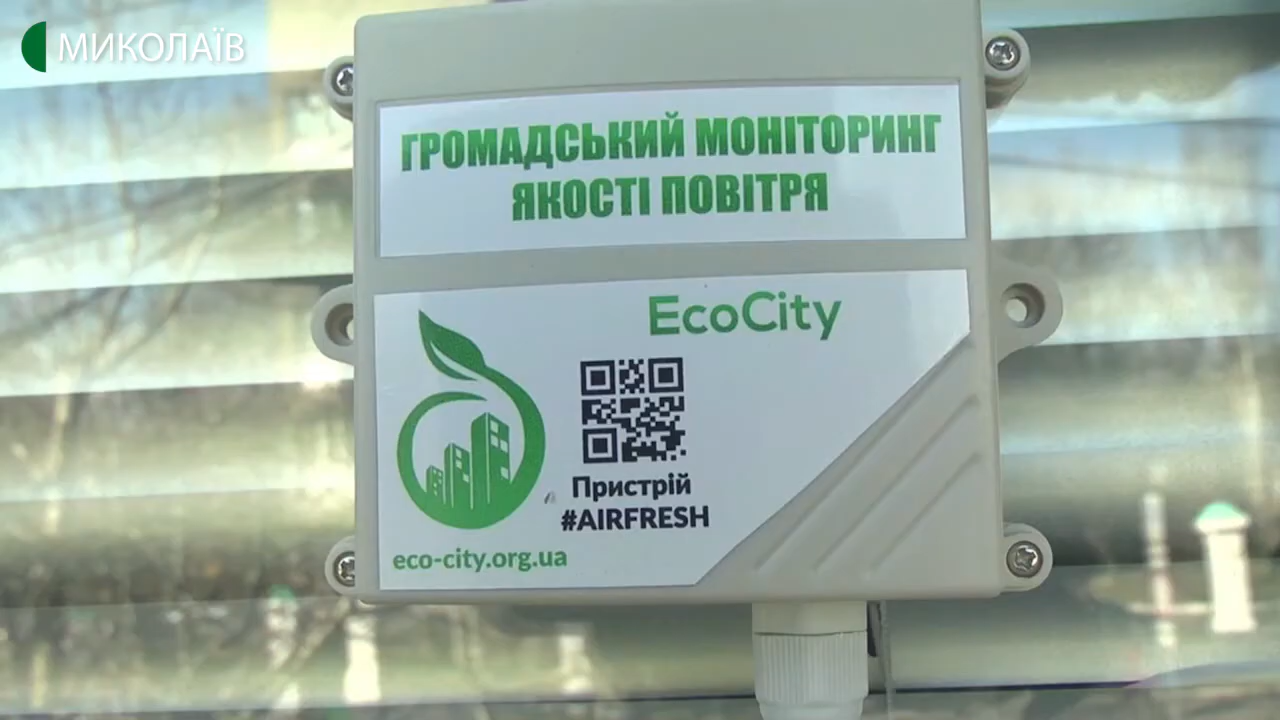 МИКОЛАЇВ
ГРОМАДСЬКИЙ МОНІТОРИНГ
ЯКОСТІ ПОВІТРЯ
EcoCity
Пристрій
#AIRFRESH
eco-city.org.ua